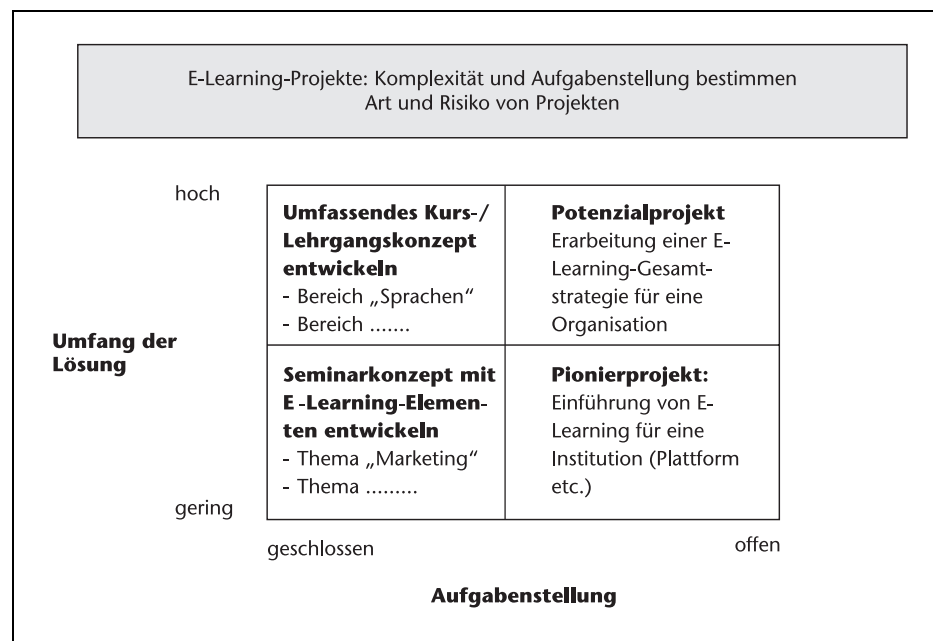 E-Learning-Projekte: Komplexität und Aufgabenstellung bestimmen
Art und Risiko von Projekten
hoch
Umfassendes Kurs-/
Lehrgangskonzept
entwickeln
- Bereich „Sprachen“
- Bereich .......
Potenzialprojekt
Erarbeitung einer E-
Learning-Gesamt-
strategie für eine
Organisation
Umfang der
Lösung
Seminarkonzept mit
E-Learning-Elemen-
ten entwickeln
- Thema „Marketing“
- Thema .........
Pionierprojekt:
Einführung von E-
Learning für eine
Institution (Plattform
etc.)
gering
geschlossen
offen
Aufgabenstellung